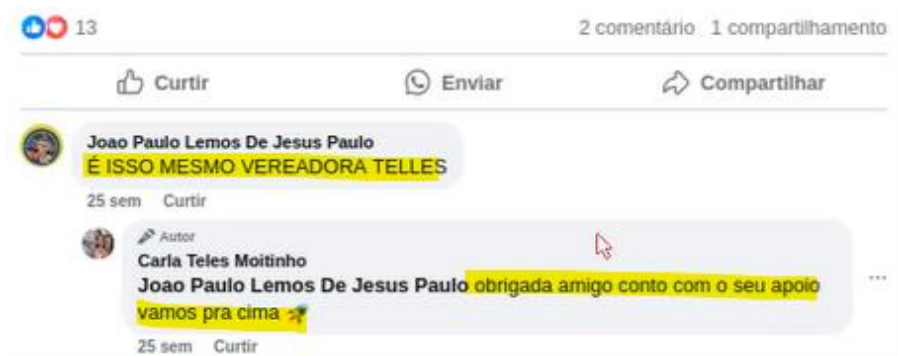 13 2 comentário 1 compartilhamento
Curtir Enviar Compartilhar
Joao Paulo Lemos De Jesus Paulo
É ISSO MESMO VEREADORA TELLES
25 sem Curtir
Autor
Carla Teles Moitinho
Joao Paulo Lemos De Jesus Paulo obrigada amigo conto com o seu apoio
vamos pra cima
25 sem Curtir